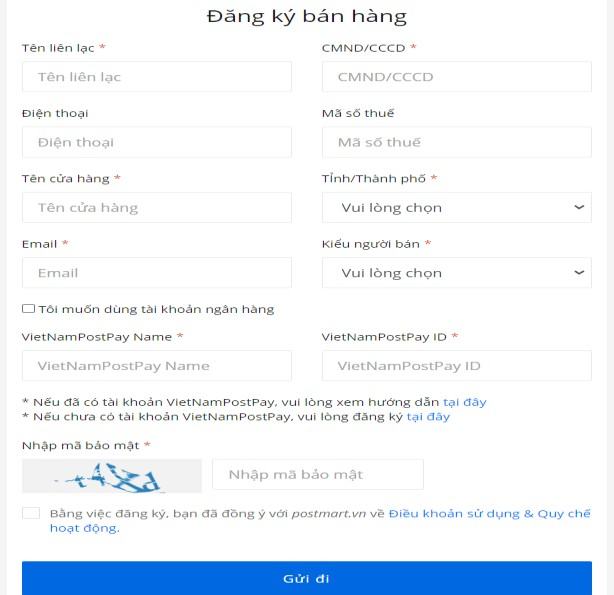 Đăng ký bán hàng
Tên liên lạc * CMND/CCCD *
Tên liên lạc CMND/CCCD
Điện thoại Mã số thuế
Điện thoại Mã số thuế
Tên cửa hàng * Tỉnh/Thành phố *
Tên cửa hàng Vui lòng chọn
Email * Kiểu người bán *
Email Vui lòng chọn
Tôi muốn dùng tài khoản ngân hàng
VietNamPostPay Name * VietNamPostPay ID *
VietNamPostPay Name VietNamPostPay ID
* Nếu đã có tài khoản VietNamPostPay, vui lòng xem hướng dẫn tại đây
* Nếu chưa có tài khoản VietNamPostPay, vui lòng đăng ký tại đây
Nhập mã bảo mật *
Nhập mã bảo mật
Bằng việc đăng ký, bạn đã đồng ý với postmart.vn về Điều khoản sử dụng & Quy chế
hoạt động.
Gửi đi